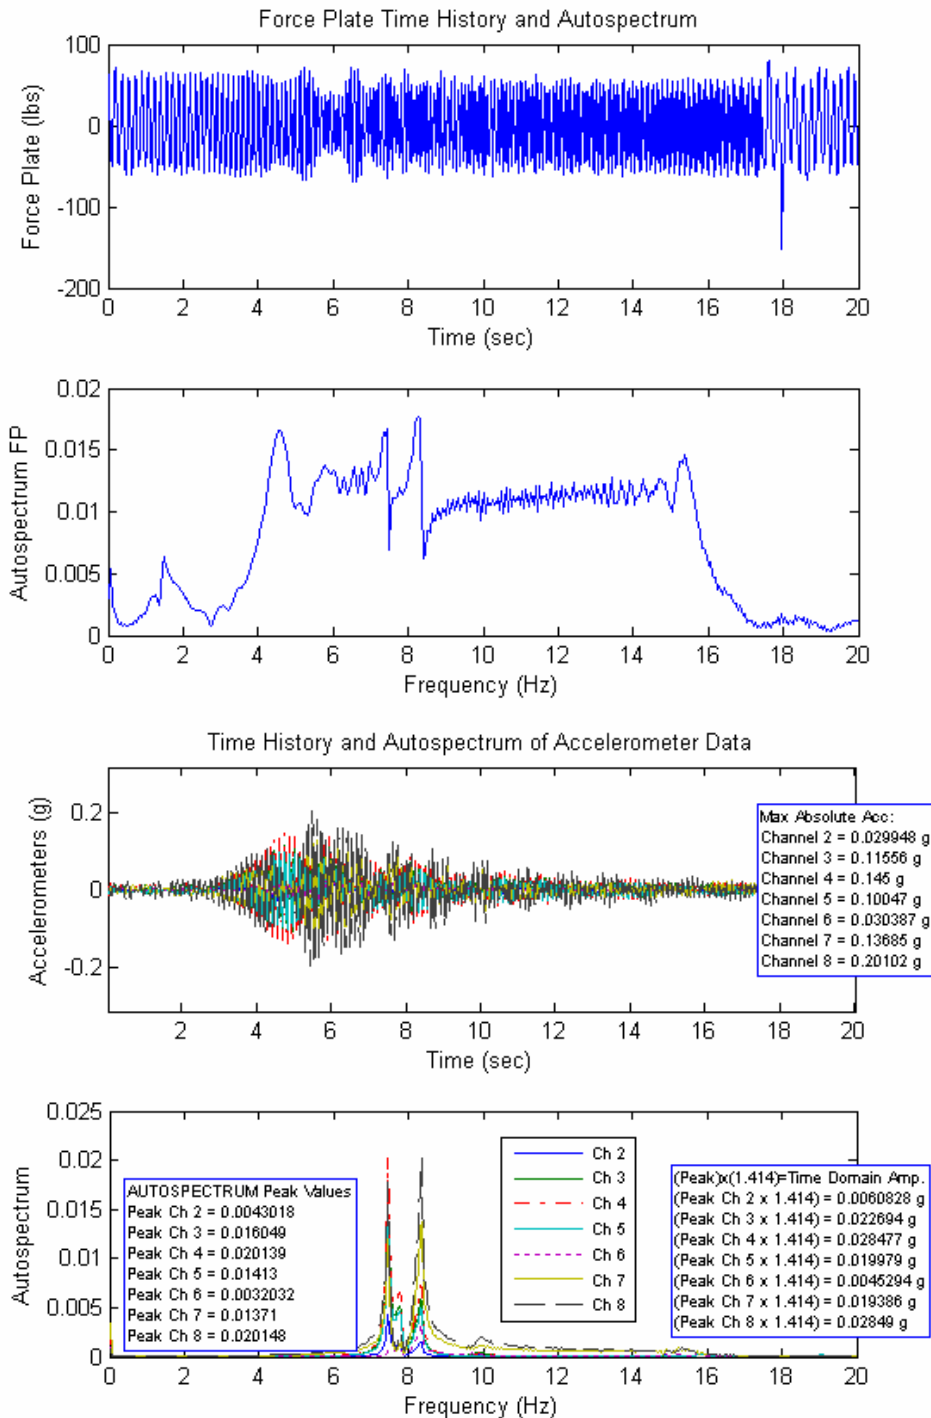 Force Plate Time History and Autospectrum
100
0
-100
-200
Force Plate (lbs)
0 2 4 6 8 10 12 14 16 18 20
Time (sec)
0.02
0.015
0.01
0.005
0
Autospectrum FP
0 2 4 6 8 10 12 14 16 18 20
Frequency (Hz)
Time History and Autospectrum of Accelerometer Data
0.2
0
-0.2
Accelerometers (g)
Max Absolute Acc:
Channel 2 = 0.029948 g
Channel 3 = 0.11556 g
Channel 4 = 0.145 g
Channel 5 = 0.10047 g
Channel 6 = 0.030387 g
Channel 7 = 0.13685 g
Channel 8 = 0.20102 g
2 4 6 8 10 12 14 16 18 20
Time (sec)
0.025
0.02
0.015
0.01
0.005
0
Autospectrum
AUTOSPECTRUM Peak Values
Peak Ch 2 = 0.0043018
Peak Ch 3 = 0.016049
Peak Ch 4 = 0.020139
Peak Ch 5 = 0.01413
Peak Ch 6 = 0.0032032
Peak Ch 7 = 0.01371
Peak Ch 8 = 0.020148
Ch 2
Ch 3
Ch 4
Ch 5
Ch 6
Ch 7
Ch 8
(Peak)x(1.414)=Time Domain Amp.
(Peak Ch 2 x 1.414) = 0.0060828 g
(Peak Ch 3 x 1.414) = 0.022694 g
(Peak Ch 4 x 1.414) = 0.028477 g
(Peak Ch 5 x 1.414) = 0.019979 g
(Peak Ch 6 x 1.414) = 0.0045294 g
(Peak Ch 7 x 1.414) = 0.019386 g
(Peak Ch 8 x 1.414) = 0.02849 g
0 2 4 6 8 10 12 14 16 18 20
Frequency (Hz)